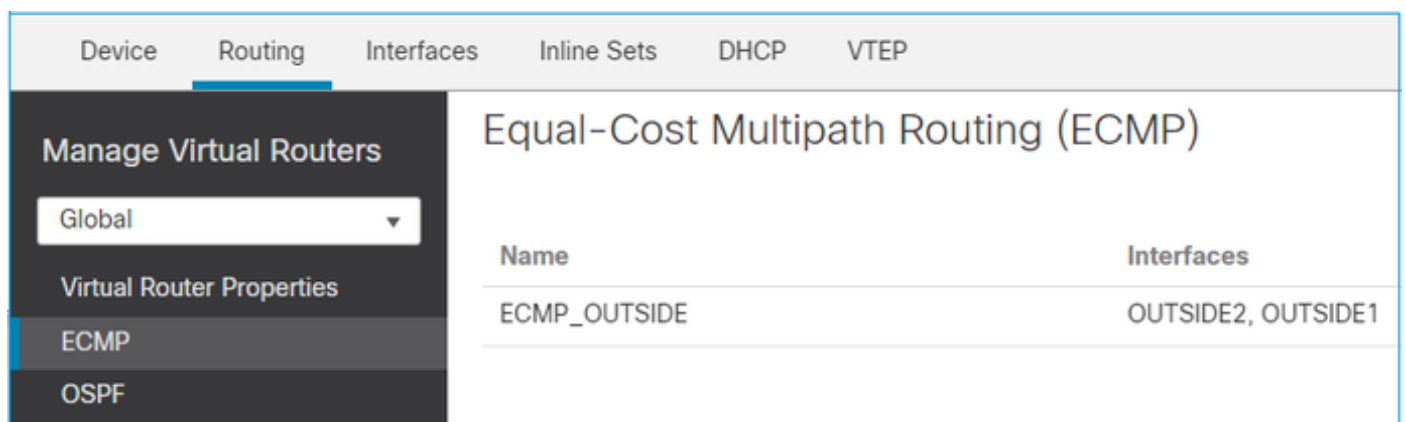 Device Routing Interfaces Inline Sets DHCP VTEP
Manage Virtual Routers
Global
Virtual Router Properties
ECMP
OSPF
Equal-Cost Multipath Routing (ECMP)
Name Interfaces
ECMP_OUTSIDE OUTSIDE2, OUTSIDE1